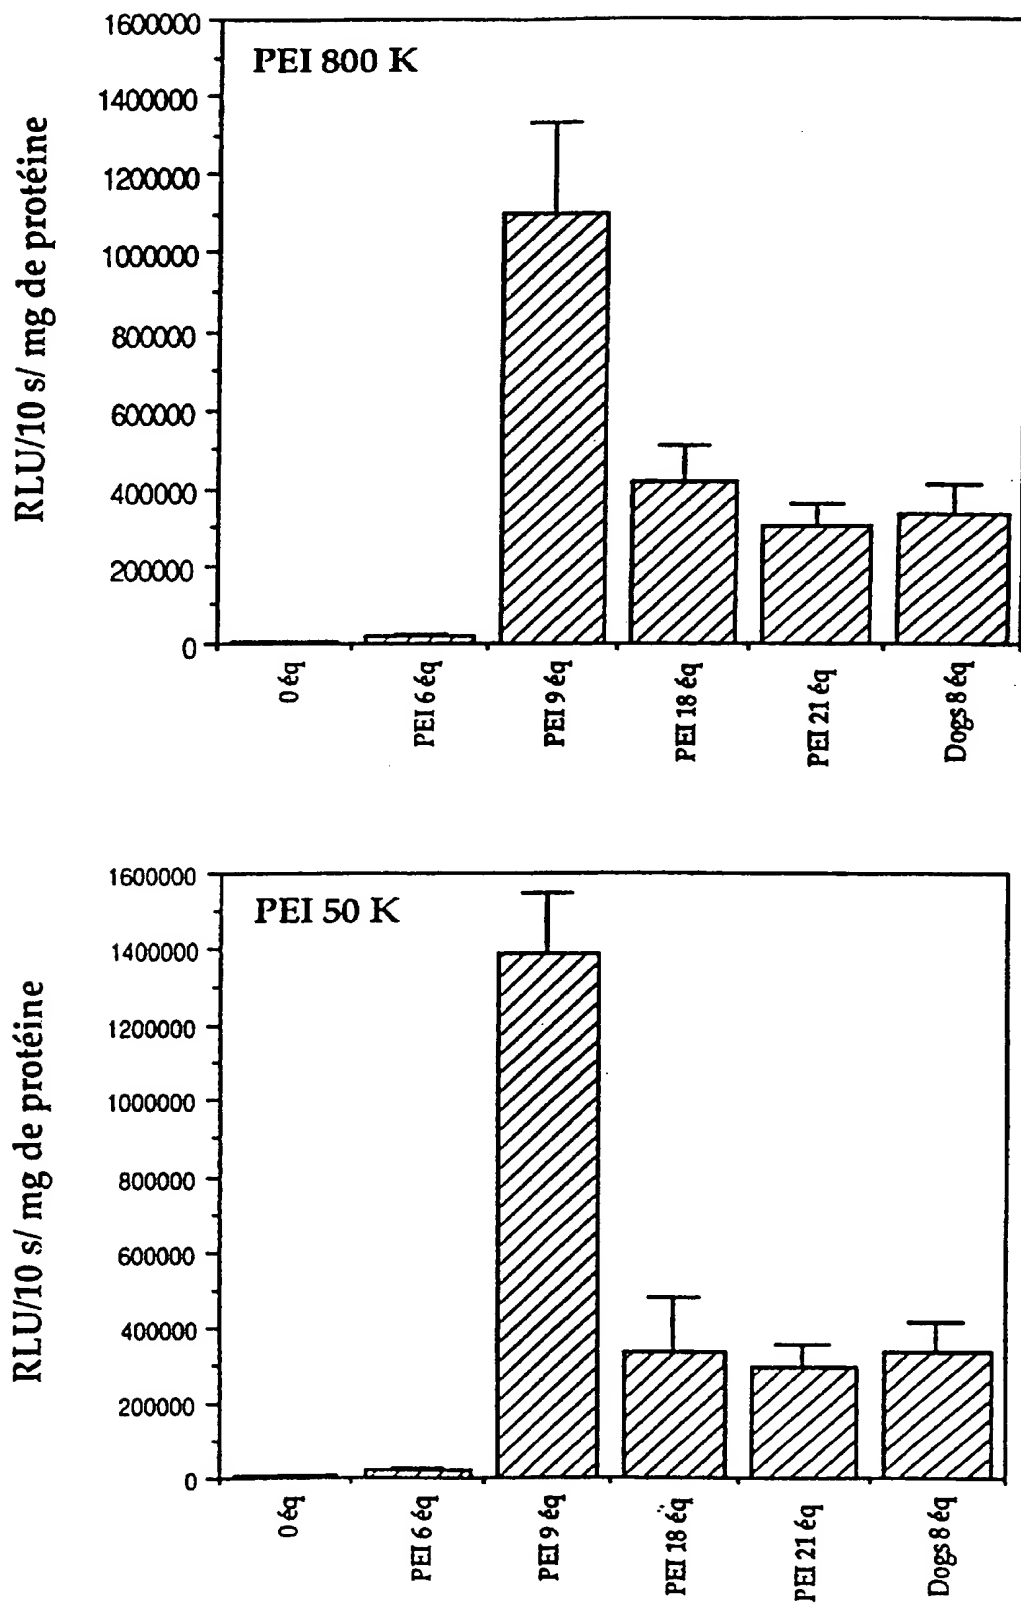 PEI 800 K
RLU/10 s/ mg de protéine
1600000
1400000
1200000
1000000
800000
600000
400000
200000
0
0 éq
PEI 6 éq
PEI 9 éq
PEI 18 éq
PEI 21 éq
Dogs 8 éq
PEI 50 K
RLU/10 s/ mg de protéine
1600000
1400000
1200000
1000000
800000
600000
400000
200000
0
0 éq
PEI 6 éq
PEI 9 éq
PEI 18 éq
PEI 21 éq
Dogs 8 éq